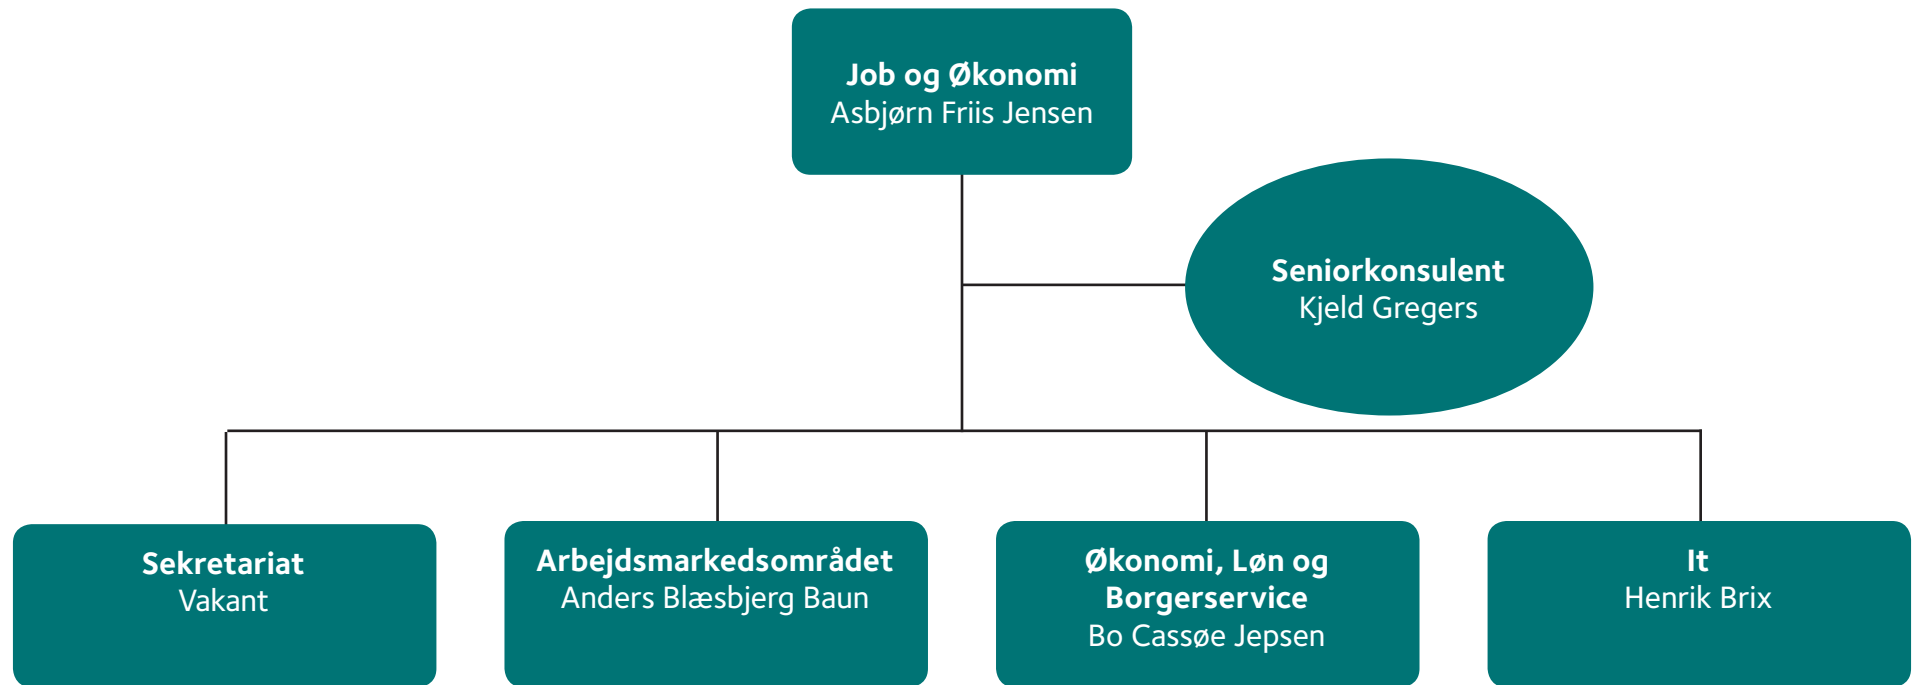 Job og Økonomi
Asbjørn Friis Jensen
Seniorkonsulent
Kjeld Gregers
Sekretariat
Vakant
Arbejdsmarkedsområdet
Anders Blæsbjerg Baun
Økonomi, Løn og
Borgerservice
Bo Cassøe Jepsen
It
Henrik Brix